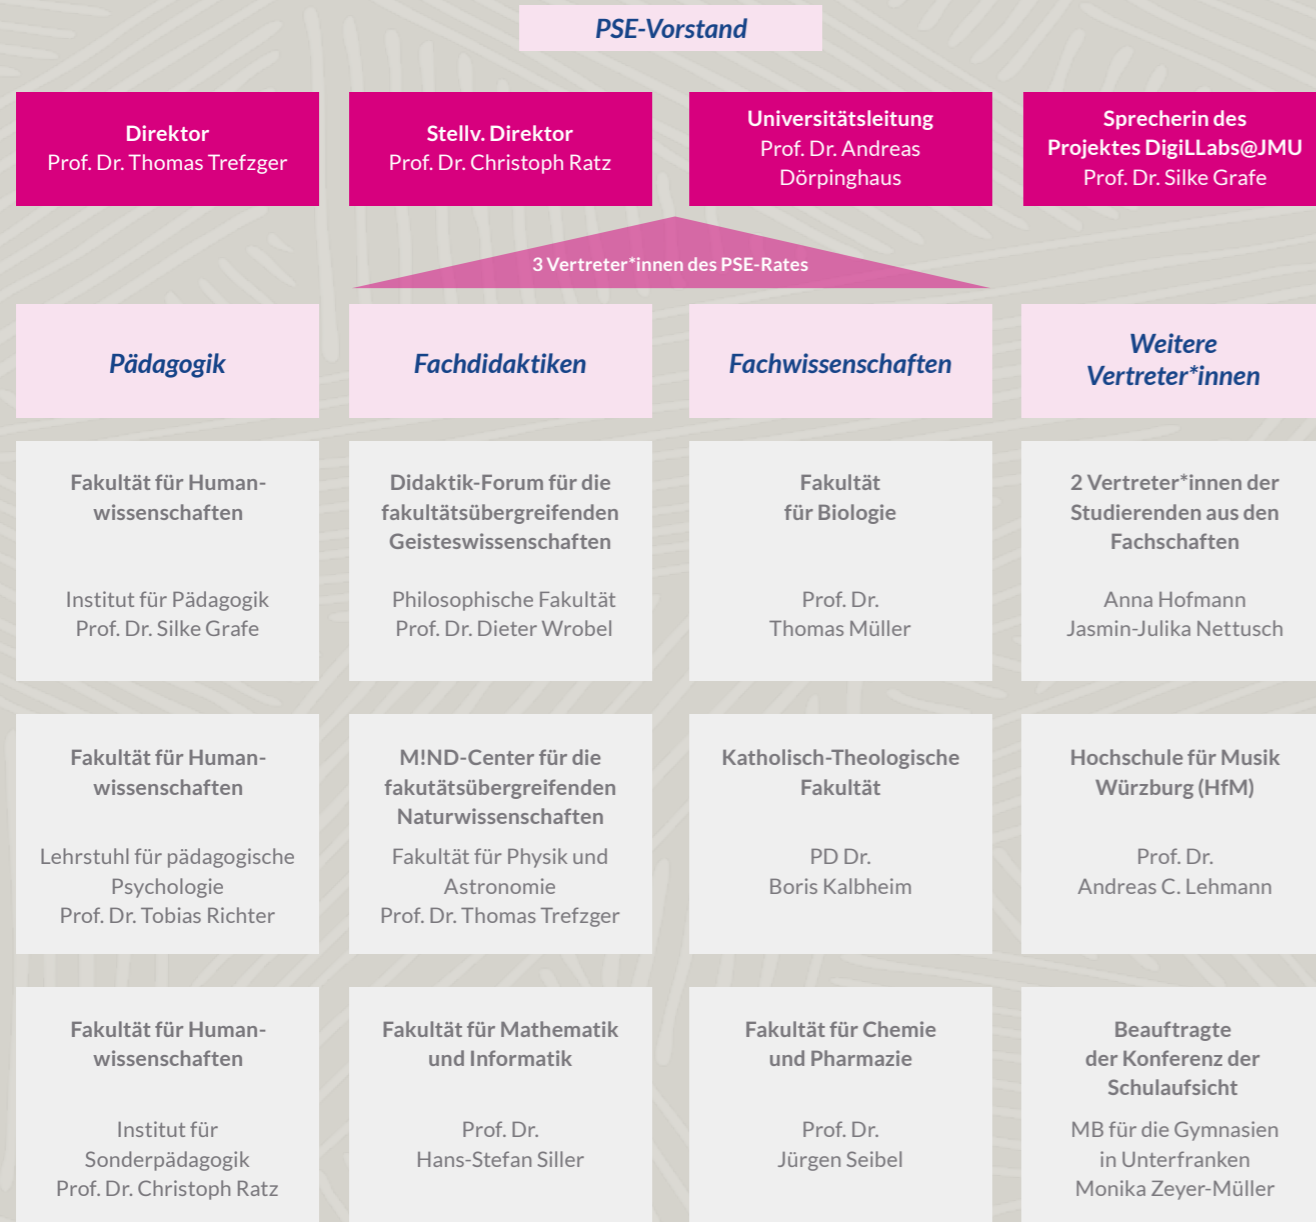 PSE-Vorstand
Direktor
Prof. Dr. Thomas Trefzger
Stellv. Direktor
Prof. Dr. Christoph Ratz
Universitätsleitung
Prof. Dr. Andreas
Dörpinghaus
Sprecherin des
Projektes DigiLLabs@JMU
Prof. Dr. Silke Grafe
3 Vertreter*innen des PSE-Rates
Pädagogik
Fachdidaktiken
Fachwissenschaften
Weitere
Vertreter*innen
Fakultät für Human-
wissenschaften
Institut für Pädagogik
Prof. Dr. Silke Grafe
Didaktik-Forum für die
fakultätsübergreifenden
Geisteswissenschaften
Philosophische Fakultät
Prof. Dr. Dieter Wrobel
Fakultät
für Biologie
Prof. Dr.
Thomas Müller
2 Vertreter*innen der
Studierenden aus den
Fachschaften
Anna Hofmann
Jasmin-Julika Nettusch
Fakultät für Human-
wissenschaften
Lehrstuhl für pädagogische
Psychologie
Prof. Dr. Tobias Richter
M!ND-Center für die
fakutätsübergreifenden
Naturwissenschaften
Fakultät für Physik und
Astronomie
Prof. Dr. Thomas Trefzger
Katholisch-Theologische
Fakultät
PD Dr.
Boris Kalbheim
Hochschule für Musik
Würzburg (HfM)
Prof. Dr.
Andreas C. Lehmann
Fakultät für Human-
wissenschaften
Institut für
Sonderpädagogik
Prof. Dr. Christoph Ratz
Fakultät für Mathematik
und Informatik
Prof. Dr.
Hans-Stefan Siller
Fakultät für Chemie
und Pharmazie
Prof. Dr.
Jürgen Seibel
Beauftragte
der Konferenz der
Schulaufsicht
MB für die Gymnasien
in Unterfranken
Monika Zeyer-Müller